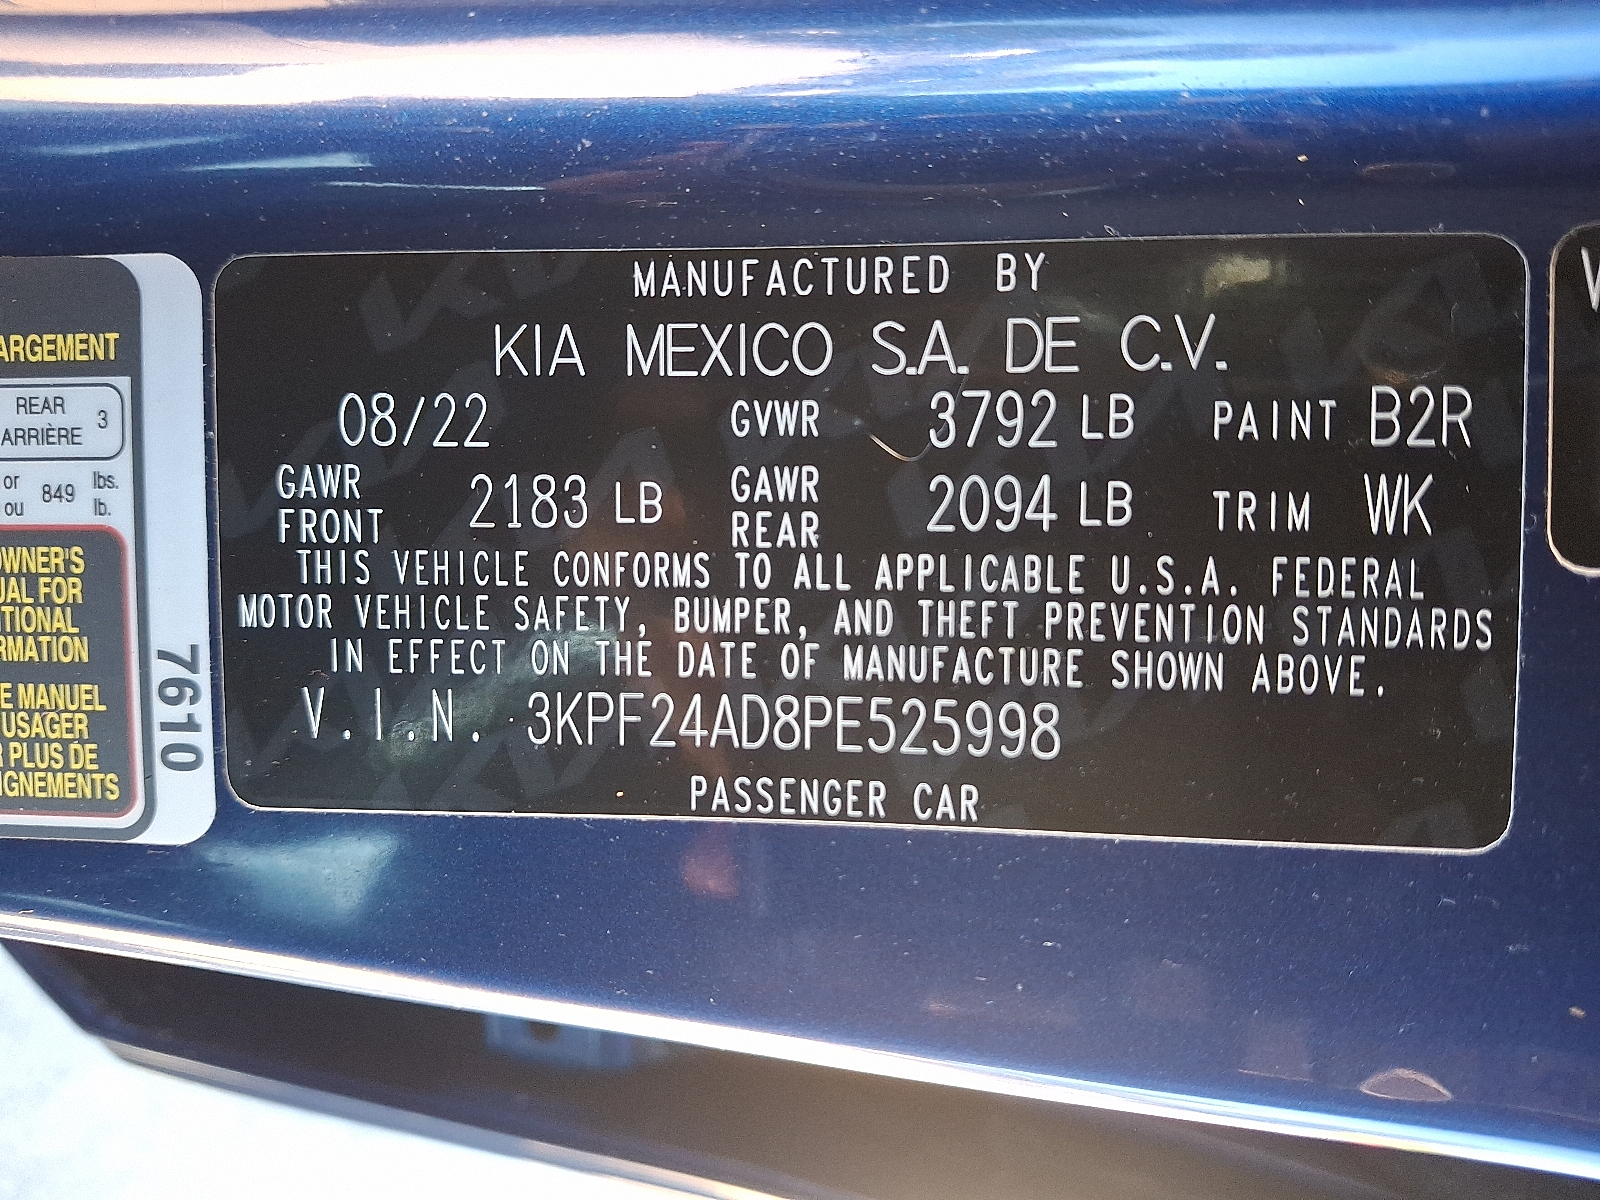 ARGEMENT
REAR
ARRIÈRE 3
or
ou 849 lbs.
lb.
OWNER'S
UAL FOR
TIONAL
RMATION
E MANUEL
USAGER
R PLUS DE
IGNEMENTS
7610
MANUFACTURED BY
KIA MEXICO S.A. DE C.V.
08/22 GVWR 3792 LB PAINT B2R
GAWR FRONT 2183 LB GAWR REAR 2094 LB TRIM WK
THIS VEHICLE CONFORMS TO ALL APPLICABLE U.S.A. FEDERAL
MOTOR VEHICLE SAFETY, BUMPER, AND THEFT PREVENTION STANDARDS
IN EFFECT ON THE DATE OF MANUFACTURE SHOWN ABOVE.
V.I.N. 3KPF24AD8PE525998
PASSENGER CAR